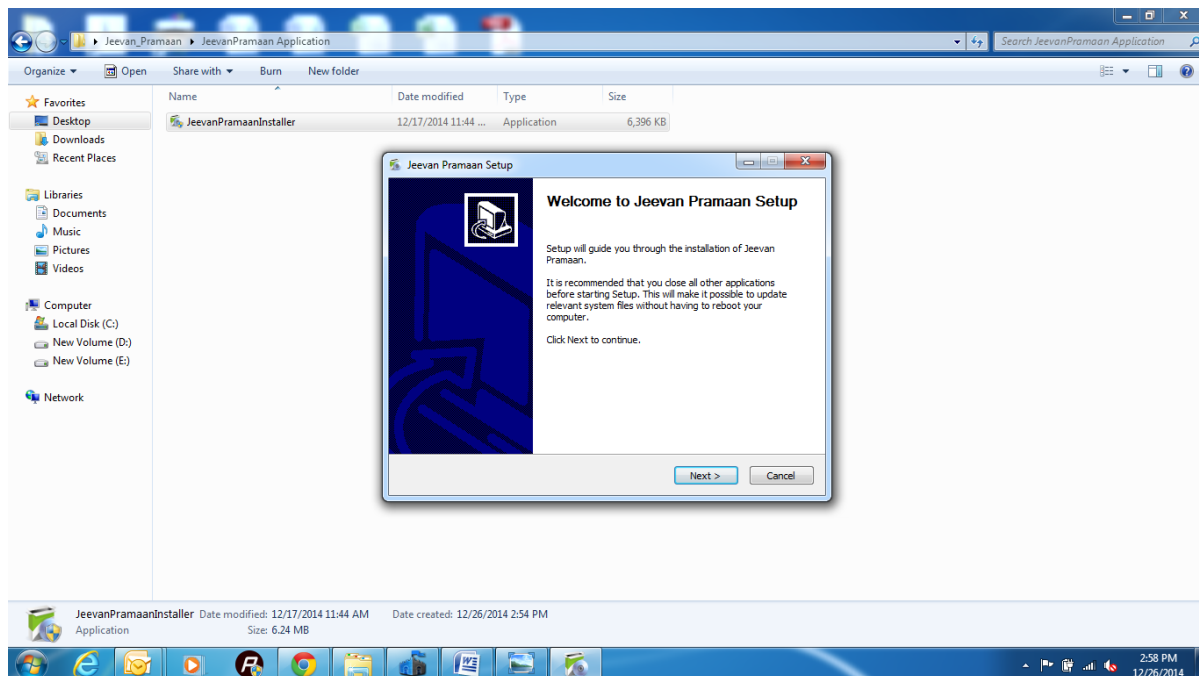 Jeevan_Pramaan ▸ JeevanPramaan Application
Search JeevanPramaan Application
Organize Open Share with Burn New folder
Name Date modified Type Size
JeevanPramaanInstaller 12/17/2014 11:44 ... Application 6,396 KB
Favorites
Desktop
Downloads
Recent Places
Libraries
Documents
Music
Pictures
Videos
Computer
Local Disk (C:)
New Volume (D:)
New Volume (E:)
Network
Jeevan Pramaan Setup
Welcome to Jeevan Pramaan Setup
Setup will guide you through the installation of Jeevan
Pramaan.
It is recommended that you close all other applications
before starting Setup. This will make it possible to update
relevant system files without having to reboot your
computer.
Click Next to continue.
Next > Cancel
JeevanPramaanInstaller Date modified: 12/17/2014 11:44 AM Date created: 12/26/2014 2:54 PM
Application Size: 6.24 MB
2:58 PM
12/26/2014